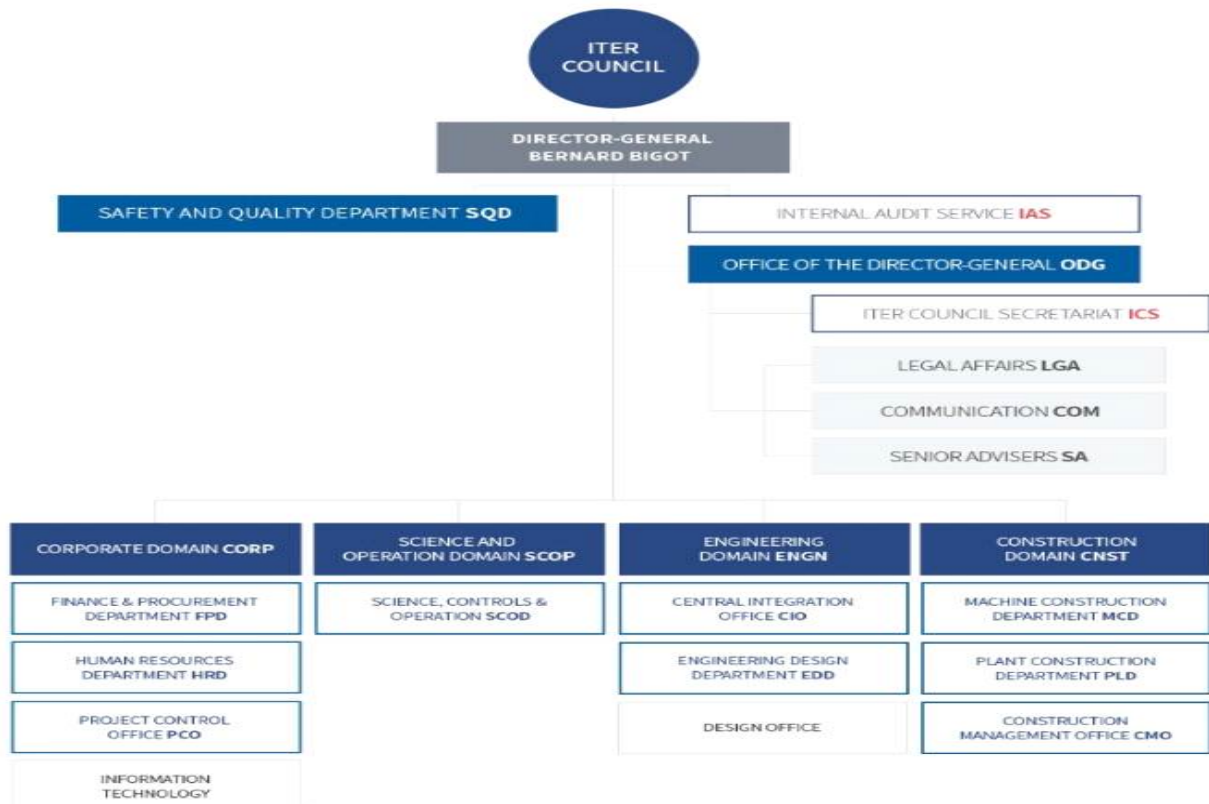 ITER
COUNCIL
DIRECTOR-GENERAL
BERNARD BIGOT
SAFETY AND QUALITY DEPARTMENT SQD
INTERNAL AUDIT SERVICE IAS
OFFICE OF THE DIRECTOR-GENERAL ODG
ITER COUNCIL SECRETARIAT ICS
LEGAL AFFAIRS LGA
COMMUNICATION COM
SENIOR ADVISERS SA
CORPORATE DOMAIN CORP
FINANCE & PROCUREMENT
DEPARTMENT FPD
HUMAN RESOURCES
DEPARTMENT HRD
PROJECT CONTROL
OFFICE PCO
INFORMATION
TECHNOLOGY
SCIENCE AND
OPERATION DOMAIN SCOP
SCIENCE, CONTROLS &
OPERATION SCOD
ENGINEERING
DOMAIN ENGN
CENTRAL INTEGRATION
OFFICE CIO
ENGINEERING DESIGN
DEPARTMENT EDD
DESIGN OFFICE
CONSTRUCTION
DOMAIN CNST
MACHINE CONSTRUCTION
DEPARTMENT MCD
PLANT CONSTRUCTION
DEPARTMENT PLD
CONSTRUCTION
MANAGEMENT OFFICE CMO